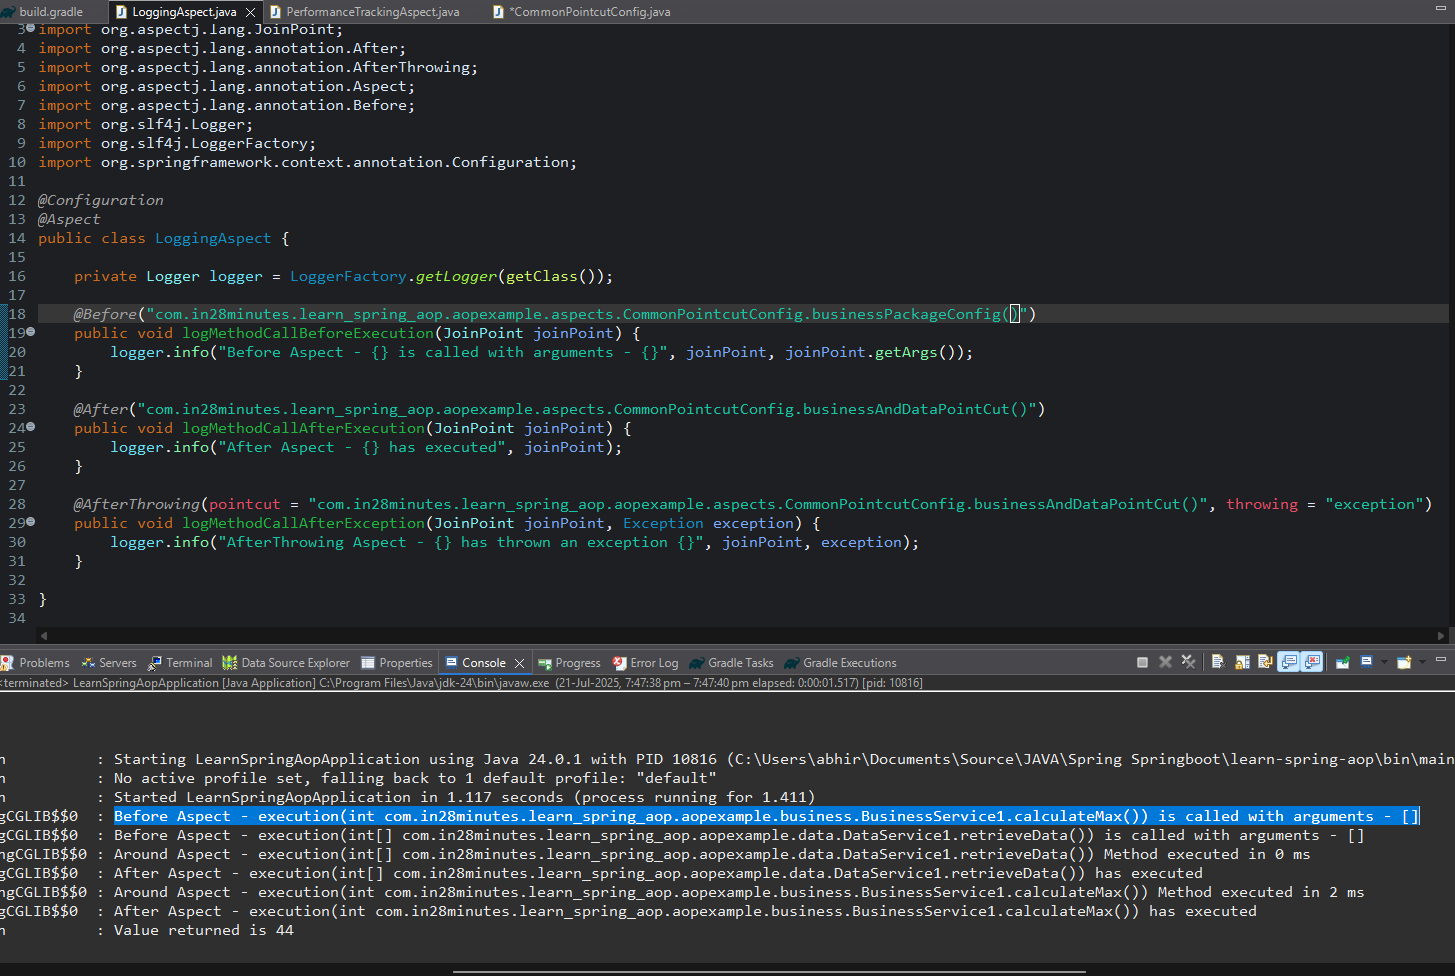 build.gradle LoggingAspect.java PerformanceTrackingAspect.java *CommonPointcutConfig.java
3 import org.aspectj.lang.JoinPoint;
4 import org.aspectj.lang.annotation.After;
5 import org.aspectj.lang.annotation.AfterThrowing;
6 import org.aspectj.lang.annotation.Aspect;
7 import org.aspectj.lang.annotation.Before;
8 import org.slf4j.Logger;
9 import org.slf4j.LoggerFactory;
10 import org.springframework.context.annotation.Configuration;
11
12 @Configuration
13 @Aspect
14 public class LoggingAspect {
15
16 private Logger logger = LoggerFactory.getLogger(getClass());
17
18 @Before("com.in28minutes.learn_spring_aop.aopexample.aspects.CommonPointcutConfig.businessPackageConfig()")
19 public void logMethodCallBeforeExecution(JoinPoint joinPoint) {
20 logger.info("Before Aspect - {} is called with arguments - {}", joinPoint, joinPoint.getArgs());
21 }
22
23 @After("com.in28minutes.learn_spring_aop.aopexample.aspects.CommonPointcutConfig.businessAndDataPointCut()")
24 public void logMethodCallAfterExecution(JoinPoint joinPoint) {
25 logger.info("After Aspect - {} has executed", joinPoint);
26 }
27
28 @AfterThrowing(pointcut = "com.in28minutes.learn_spring_aop.aopexample.aspects.CommonPointcutConfig.businessAndDataPointCut()", throwing = "exception")
29 public void logMethodCallAfterException(JoinPoint joinPoint, Exception exception) {
30 logger.info("AfterThrowing Aspect - {} has thrown an exception {}", joinPoint, exception);
31 }
32
33 }
34
Problems Servers Terminal Data Source Explorer Properties Console Progress Error Log Gradle Tasks Gradle Executions
<terminated> LearnSpringAopApplication [Java Application] C:\Program Files\Java\jdk-24\bin\javaw.exe (21-Jul-2025, 7:47:38 pm – 7:47:40 pm elapsed: 0:00:01.517) [pid: 10816]
n : Starting LearnSpringAopApplication using Java 24.0.1 with PID 10816 (C:\Users\abhir\Documents\Source\JAVA\Spring Springboot\learn-spring-aop\bin\main
n : No active profile set, falling back to 1 default profile: "default"
n : Started LearnSpringAopApplication in 1.117 seconds (process running for 1.411)
gCGLIB$$0 : Before Aspect - execution(int com.in28minutes.learn_spring_aop.aopexample.business.BusinessService1.calculateMax()) is called with arguments - []
gCGLIB$$0 : Before Aspect - execution(int[] com.in28minutes.learn_spring_aop.aopexample.data.DataService1.retrieveData()) is called with arguments - []
ngCGLIB$$0 : Around Aspect - execution(int[] com.in28minutes.learn_spring_aop.aopexample.data.DataService1.retrieveData()) Method executed in 0 ms
gCGLIB$$0 : After Aspect - execution(int[] com.in28minutes.learn_spring_aop.aopexample.data.DataService1.retrieveData()) has executed
ngCGLIB$$0 : Around Aspect - execution(int com.in28minutes.learn_spring_aop.aopexample.business.BusinessService1.calculateMax()) Method executed in 2 ms
gCGLIB$$0 : After Aspect - execution(int com.in28minutes.learn_spring_aop.aopexample.business.BusinessService1.calculateMax()) has executed
n : Value returned is 44